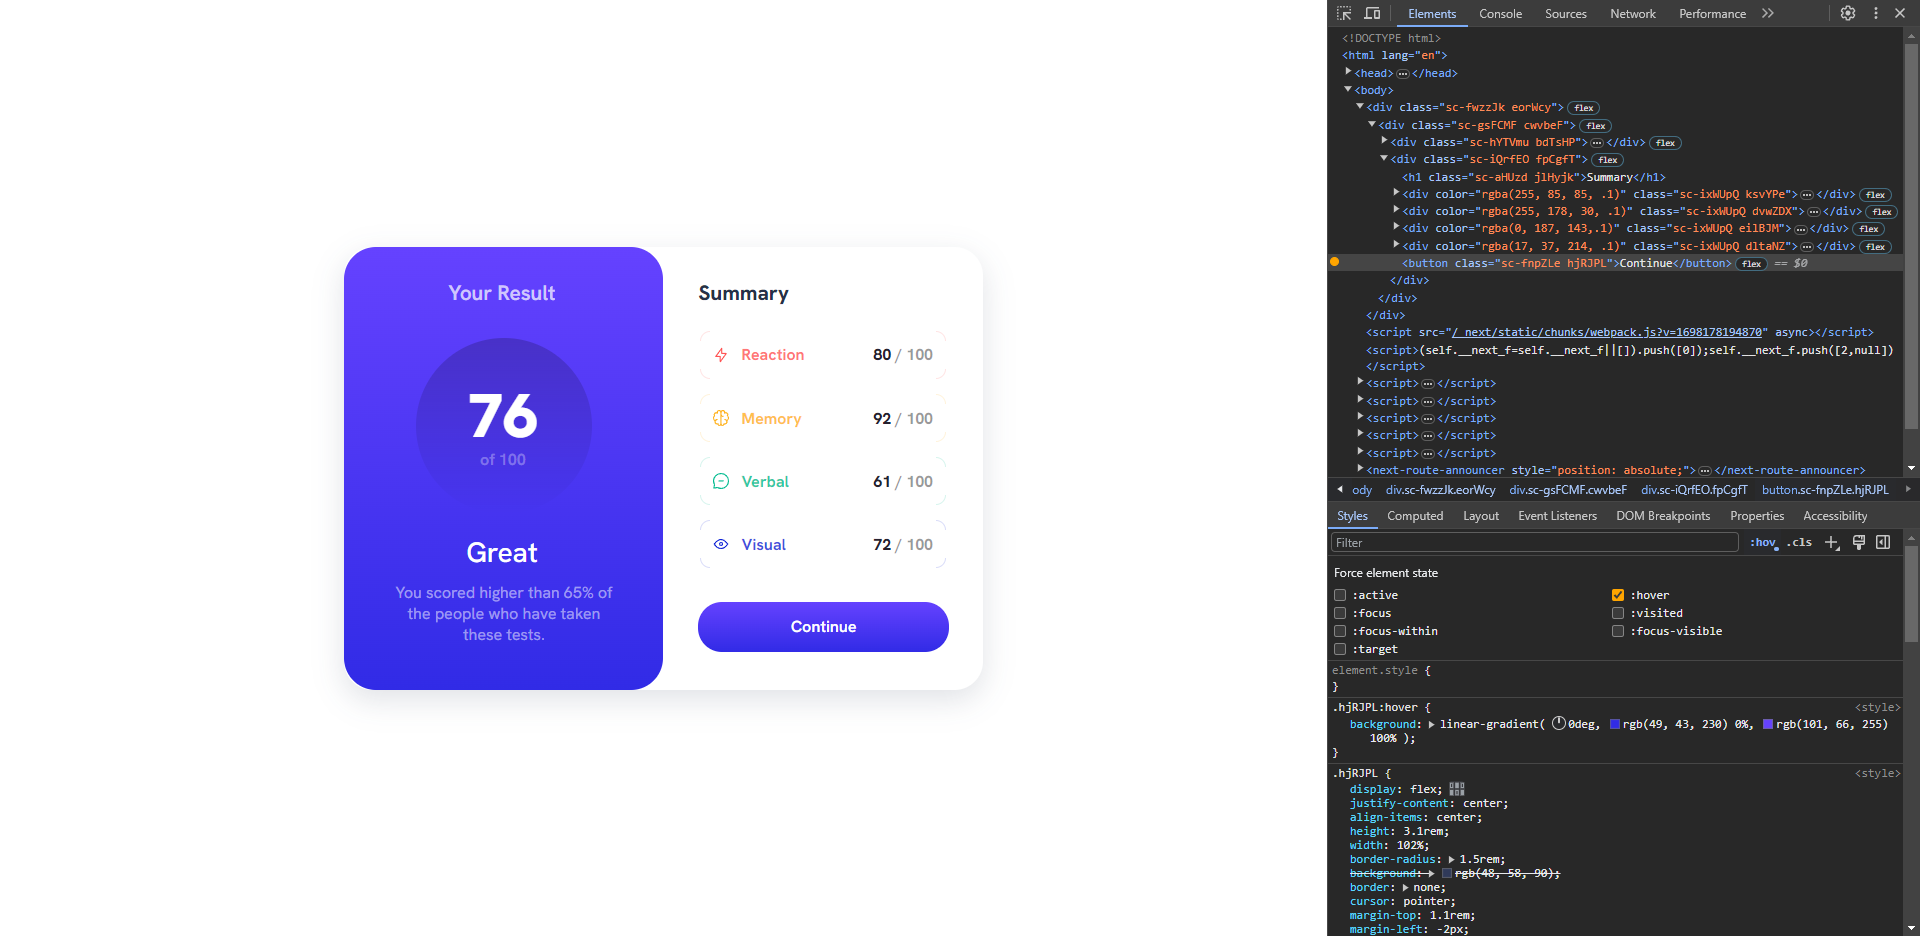 Your Result
76
of 100
Great
You scored higher than 65% of
the people who have taken
these tests.
Summary
Reaction 80 / 100
Memory 92 / 100
Verbal 61 / 100
Visual 72 / 100
Continue
Elements Console Sources Network Performance
<!DOCTYPE html>
<html lang="en">
<head>…</head>
<body>
<div class="sc-fwzzJk eorWcy"> flex
<div class="sc-gsFCMF cwvbeF"> flex
<div class="sc-hYTVmu bdTsHP">…</div> flex
<div class="sc-iQrfEO fpCgfT"> flex
<h1 class="sc-aHUzd jlHyjk">Summary</h1>
<div color="rgba(255, 85, 85, .1)" class="sc-ixWUpQ ksvYPe">…</div> flex
<div color="rgba(255, 178, 30, .1)" class="sc-ixWUpQ dvwZDX">…</div> flex
<div color="rgba(0, 187, 143,.1)" class="sc-ixWUpQ eilBJM">…</div> flex
<div color="rgba(17, 37, 214, .1)" class="sc-ixWUpQ dltaNZ">…</div> flex
<button class="sc-fnpZLe hjRJPL">Continue</button> flex == $0
</div>
</div>
</div>
<script src="/_next/static/chunks/webpack.js?v=1698178194870" async></script>
<script>(self.__next_f=self.__next_f||[]).push([0]);self.__next_f.push([2,null])
</script>
<script>…</script>
<script>…</script>
<script>…</script>
<script>…</script>
<script>…</script>
<next-route-announcer style="position: absolute;">…</next-route-announcer>
ody div.sc-fwzzJk.eorWcy div.sc-gsFCMF.cwvbeF div.sc-iQrfEO.fpCgfT button.sc-fnpZLe.hjRJPL
Styles Computed Layout Event Listeners DOM Breakpoints Properties Accessibility
Filter :hov .cls
Force element state
:active :hover
:focus :visited
:focus-within :focus-visible
:target
element.style {
}
.hjRJPL:hover { <style>
background: linear-gradient( 0deg, rgb(49, 43, 230) 0%, rgb(101, 66, 255)
100% );
}
.hjRJPL { <style>
display: flex;
justify-content: center;
align-items: center;
height: 3.1rem;
width: 102%;
border-radius: 1.5rem;
background: rgb(48, 58, 90);
border: none;
cursor: pointer;
margin-top: 1.1rem;
margin-left: -2px;